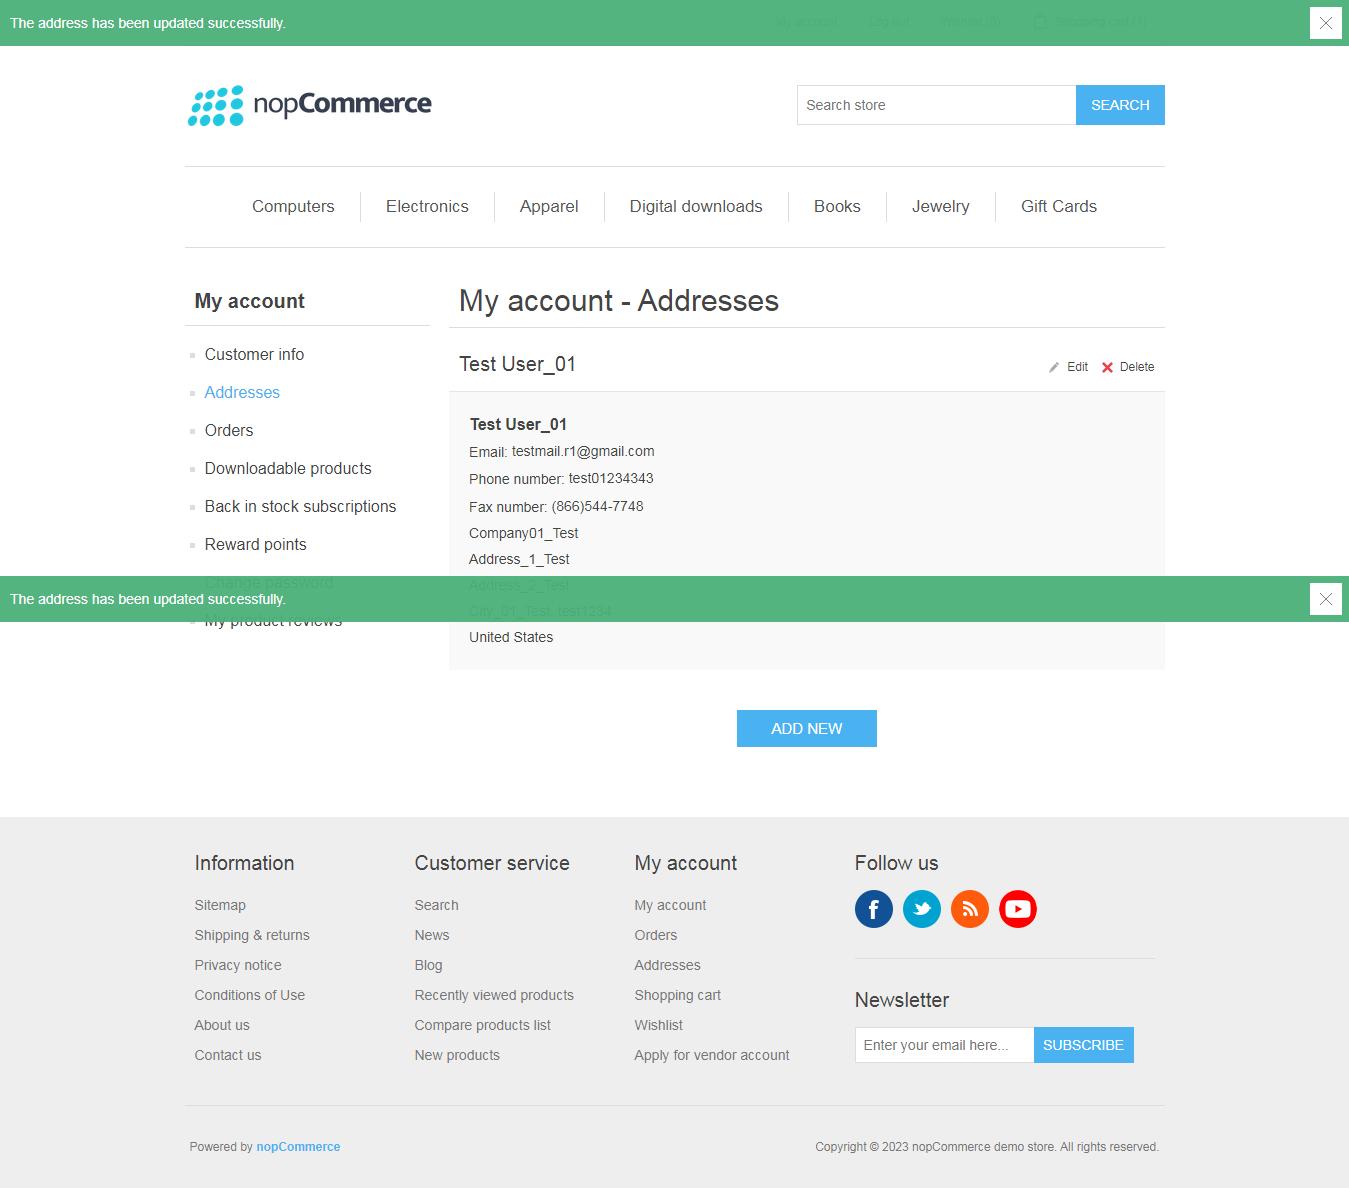 The address has been updated successfully.
My account Log out Wishlist Shopping cart
nopCommerce
Search store
SEARCH
Computers
Electronics
Apparel
Digital downloads
Books
Jewelry
Gift Cards
My account
Customer info
Addresses
Orders
Downloadable products
Back in stock subscriptions
Reward points
Change password
My product reviews
My account - Addresses
Test User_01
Edit
Delete
Test User_01
Email: testmail.r1@gmail.com
Phone number: test01234343
Fax number: (866)544-7748
Company01_Test
Address_1_Test
Address_2_Test
The address has been updated successfully.
City_01_Test, test1234
United States
ADD NEW
Information
Sitemap
Shipping & returns
Privacy notice
Conditions of Use
About us
Contact us
Customer service
Search
News
Blog
Recently viewed products
Compare products list
New products
My account
My account
Orders
Addresses
Shopping cart
Wishlist
Apply for vendor account
Follow us
Newsletter
Enter your email here...
SUBSCRIBE
Powered by nopCommerce
Copyright © 2023 nopCommerce demo store. All rights reserved.